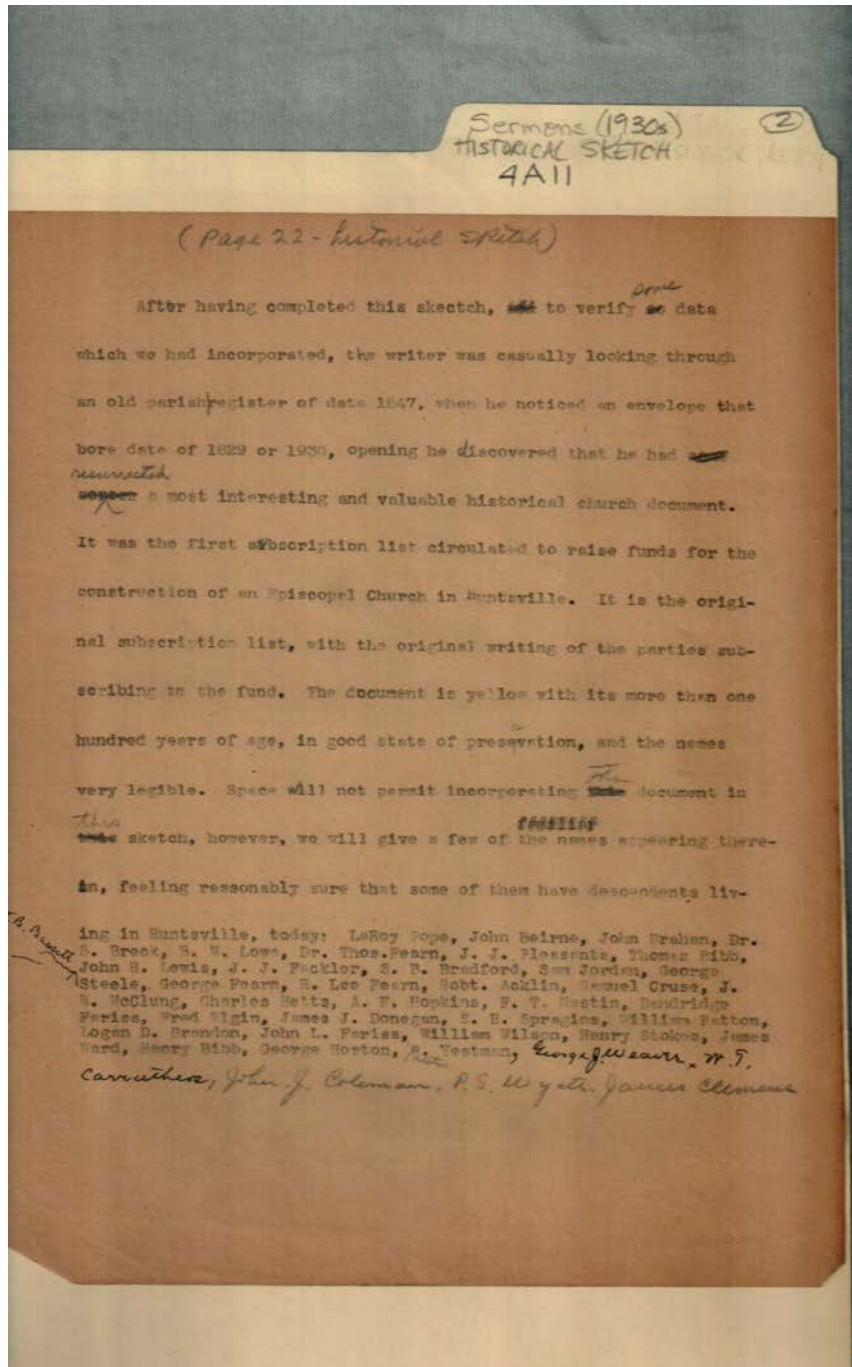 Sermons (1930s) 2
HISTORICAL SKETCH
4A11
(Page 22 - historial sketch)
some
After having completed this skectch, to verify data
which we had incorporated, the writer was casually looking through
an old parish register of date 1847, when he noticed an envelope that
bore date of 1829 or 1930, opening he discovered that he had
resurrected
a most interesting and valuable historical church document.
It was the first subscription list circulated to raise funds for the
construction of an Episcopal Church in Huntsville. It is the origi-
nal subscription list, with the original writing of the parties sub-
scribing to the fund. The document is yellow with its more than one
hundred years of age, in good state of presevation, and the names
the
very legible. Space will not permit incorporating document in
this
sketch, however, we will give a few of the names appearing there-
in, feeling reasonably sure that some of them have descendents liv-
ing in Huntsville, today: LeRoy Pope, John Beirne, John Brahan, Dr.
S. Breck, B. M. Lowe, Dr. Thos.Fearn, J. J. Pleasants, Thomas Bibb,
John H. Lewis, J. J. Fackler, S. B. Bradford, Sam Jordan, George
Steele, George Fearn, R. Lee Fearn, Robt. Acklin, Samuel Cruse, J.
W. McClung, Charles Betts, A. F. Hopkins, F. T. Mastin, Dandridge
Fariss, Fred Elgin, James J. Donegan, S. E. Spragins, William Patton,
Logan D. Brandon, John L. Fariss, William Wilson, Henry Stokes, James
Ward, Henry Bibb, George Horton, Yeatman, George J. Weaver, W. T.
Carruthers, John J. Coleman, P. S. Wyatt, James Clemens